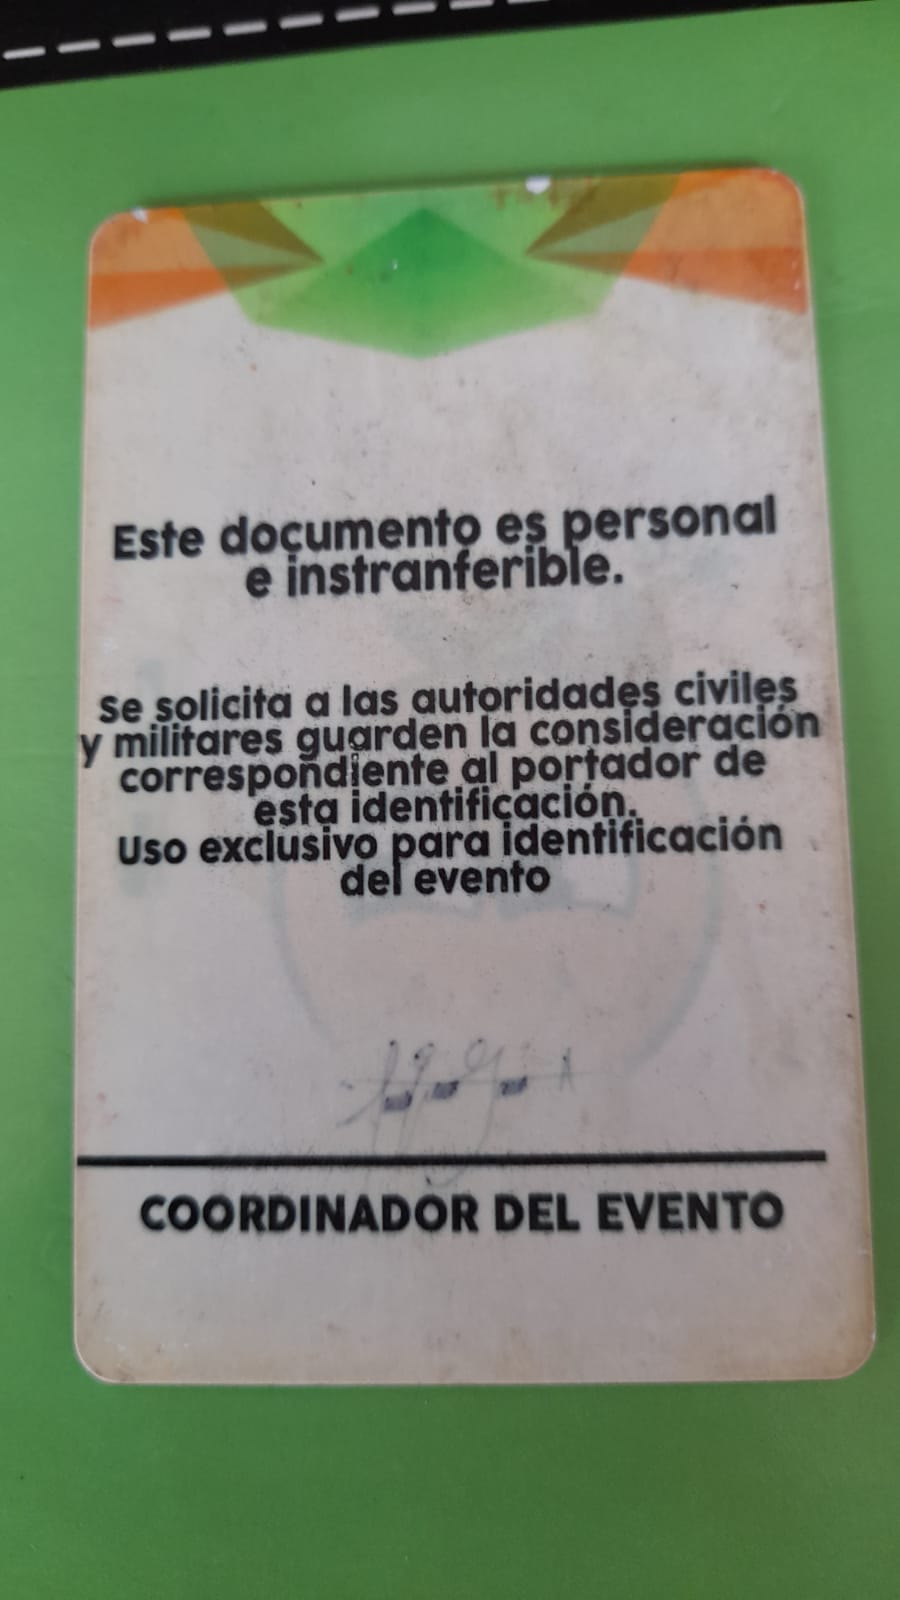 Este documento es personal
e instranferible.
Se solicita a las autoridades civiles
y militares guarden la consideración
correspondiente al portador de
esta identificación.
Uso exclusivo para identificación
del evento
COORDINADOR DEL EVENTO